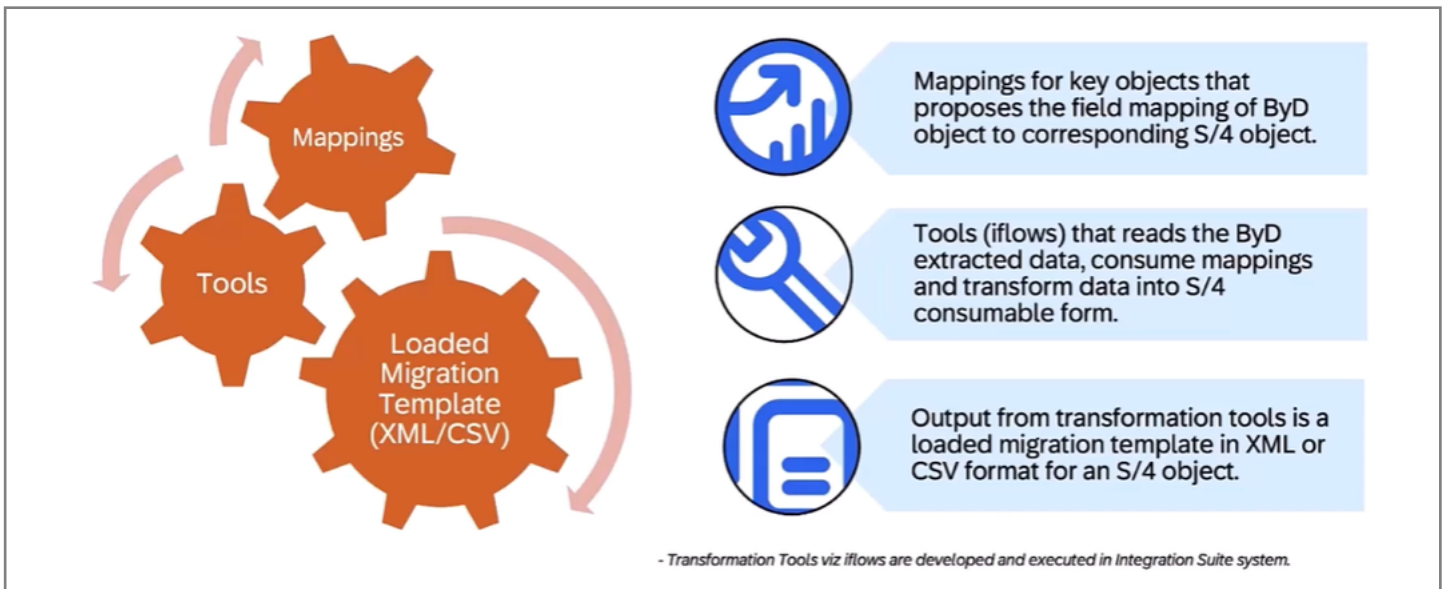 Mappings
Tools
Loaded
Migration
Template
(XML/CSV)
Mappings for key objects that
proposes the field mapping of ByD
object to corresponding S/4 object.
Tools (iflows) that reads the ByD
extracted data, consume mappings
and transform data into S/4
consumable form.
Output from transformation tools is a
loaded migration template in XML or
CSV format for an S/4 object.
- Transformation Tools viz iflows are developed and executed in Integration Suite system.